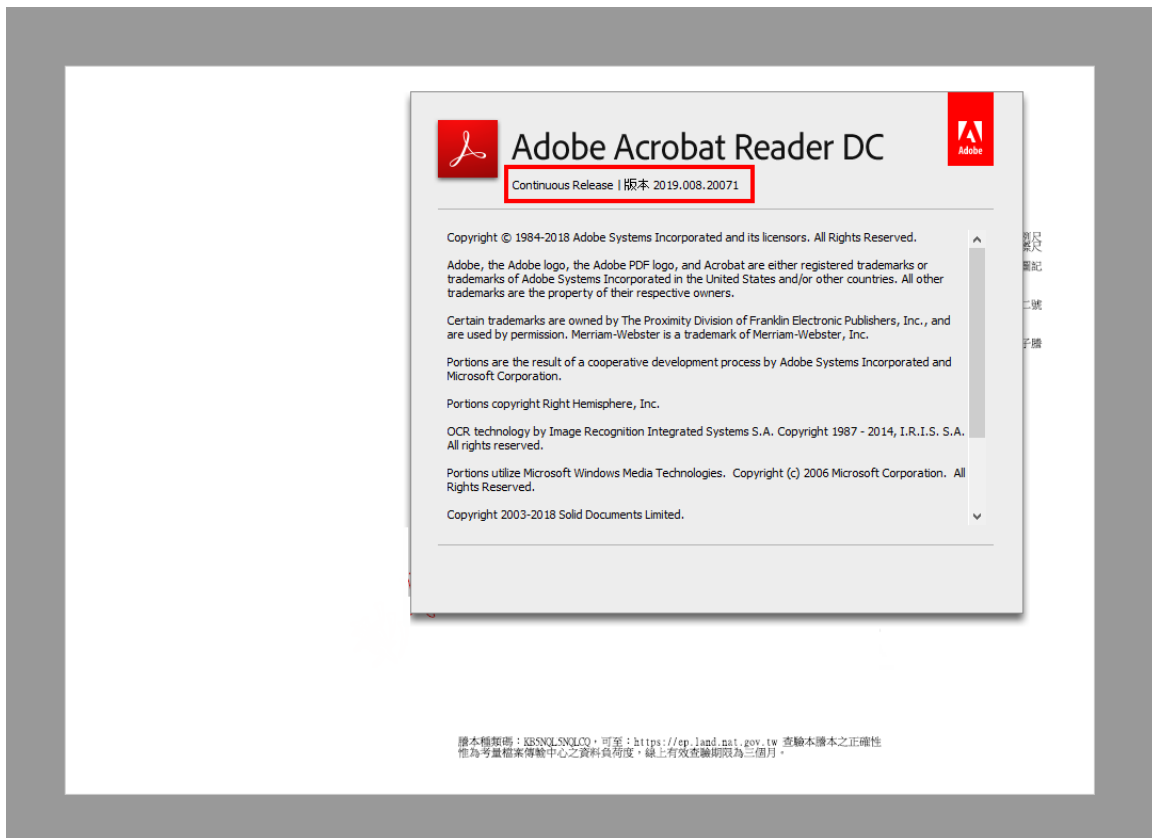 Adobe Acrobat Reader DC
Adobe
Continuous Release | 版本 2019.008.20071
Copyright © 1984-2018 Adobe Systems Incorporated and its licensors. All Rights Reserved.
Adobe, the Adobe logo, the Adobe PDF logo, and Acrobat are either registered trademarks or
trademarks of Adobe Systems Incorporated in the United States and/or other countries. All other
trademarks are the property of their respective owners.
Certain trademarks are owned by The Proximity Division of Franklin Electronic Publishers, Inc., and
are used by permission. Merriam-Webster is a trademark of Merriam-Webster, Inc.
Portions are the result of a cooperative development process by Adobe Systems Incorporated and
Microsoft Corporation.
Portions copyright Right Hemisphere, Inc.
OCR technology by Image Recognition Integrated Systems S.A. Copyright 1987 - 2014, I.R.I.S. S.A.
All rights reserved.
Portions utilize Microsoft Windows Media Technologies. Copyright (c) 2006 Microsoft Corporation. All
Rights Reserved.
Copyright 2003-2018 Solid Documents Limited.
圖記
二號
子謄
謄本種類碼：KB5NQL5NQLCQ，可至：https://ep.land.nat.gov.tw 查驗本謄本之正確性
惟為考量檔案傳輸中心之資料負荷度，線上有效查驗期限為三個月。